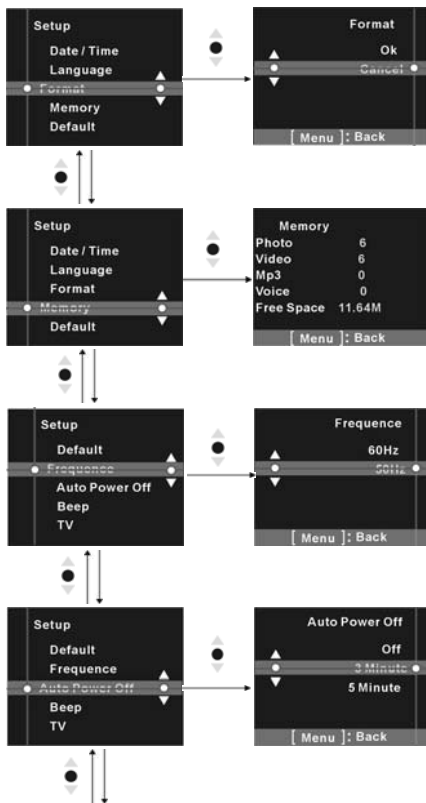 Setup
Date / Time
Language
Format
Memory
Default
Format
Ok
Cancel
[ Menu ]: Back
Setup
Date / Time
Language
Format
Memory
Default
Memory
Photo 6
Video 6
Mp3 0
Voice 0
Free Space 11.64M
[ Menu ]: Back
Setup
Default
Frequence
Auto Power Off
Beep
TV
Frequence
60Hz
50Hz
[ Menu ]: Back
Setup
Default
Frequence
Auto Power Off
Beep
TV
Auto Power Off
Off
3 Minute
5 Minute
[ Menu ]: Back